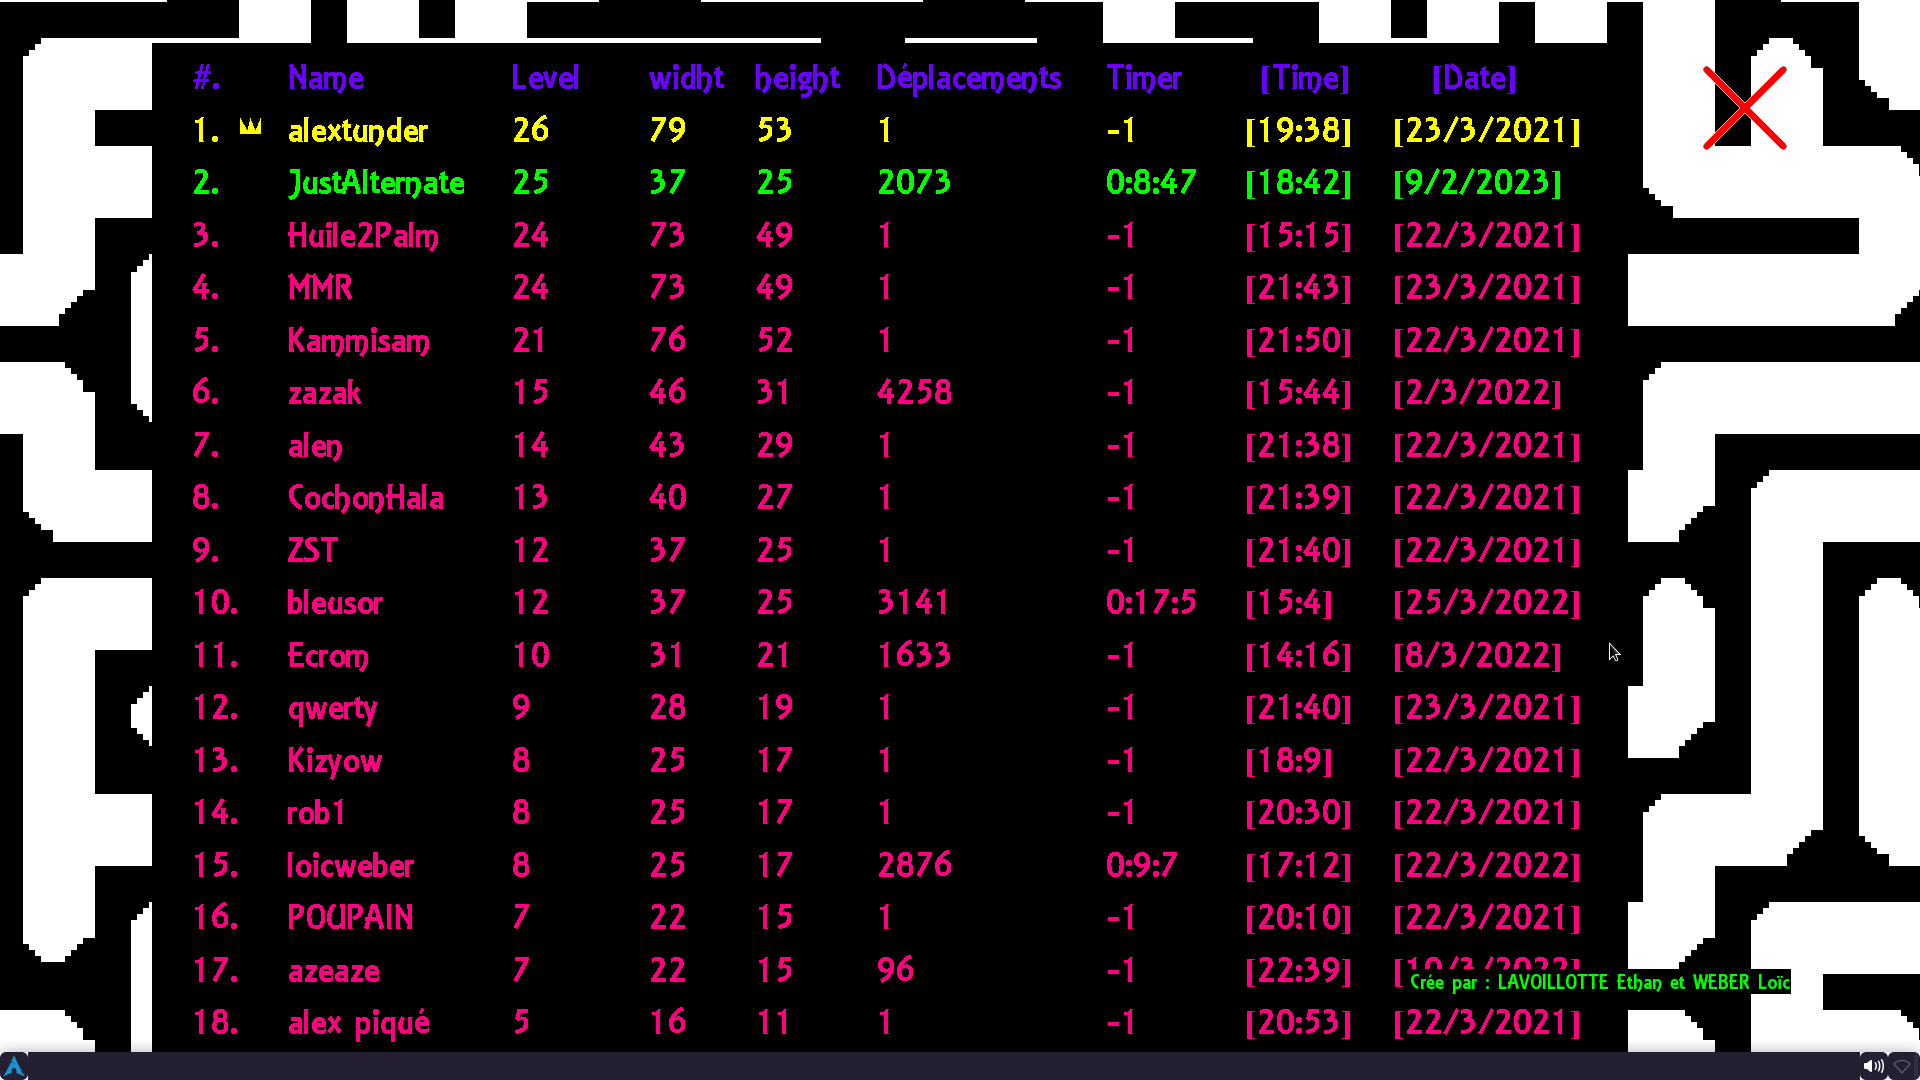 #. Name Level widht height Déplacements Timer [Time] [Date]
1. alextunder 26 79 53 1 -1 [19:38] [23/3/2021]
2. JustAlternate 25 37 25 2073 0:8:47 [18:42] [9/2/2023]
3. Huile2Palm 24 73 49 1 -1 [15:15] [22/3/2021]
4. MMR 24 73 49 1 -1 [21:43] [23/3/2021]
5. Kammisam 21 76 52 1 -1 [21:50] [22/3/2021]
6. zazak 15 46 31 4258 -1 [15:44] [2/3/2022]
7. alen 14 43 29 1 -1 [21:38] [22/3/2021]
8. CochonHala 13 40 27 1 -1 [21:39] [22/3/2021]
9. ZST 12 37 25 1 -1 [21:40] [22/3/2021]
10. bleusor 12 37 25 3141 0:17:5 [15:4] [25/3/2022]
11. Ecrom 10 31 21 1633 -1 [14:16] [8/3/2022]
12. qwerty 9 28 19 1 -1 [21:40] [23/3/2021]
13. Kizyow 8 25 17 1 -1 [18:9] [22/3/2021]
14. rob1 8 25 17 1 -1 [20:30] [22/3/2021]
15. loicweber 8 25 17 2876 0:9:7 [17:12] [22/3/2022]
16. POUPAIN 7 22 15 1 -1 [20:10] [22/3/2021]
17. azeaze 7 22 15 96 -1 [22:39]
Crée par : LAVOILLOTTE Ethan et WEBER Loïc
18. alex piqué 5 16 11 1 -1 [20:53] [22/3/2021]